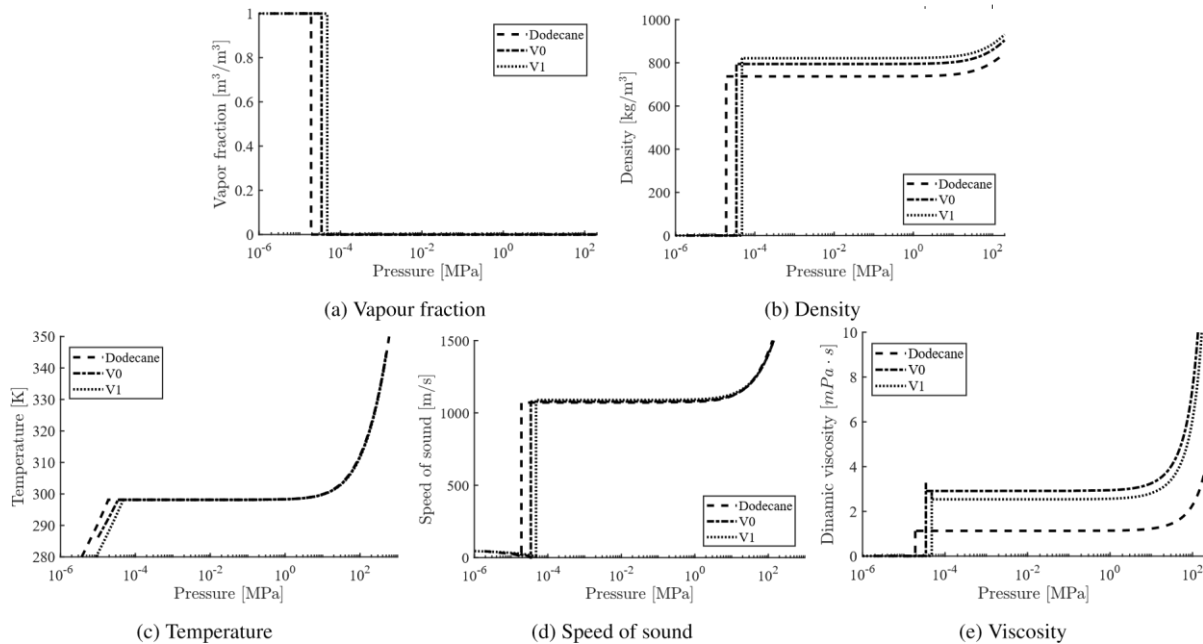 Vapor fraction [m³/m³]
1
0.8
0.6
0.4
0.2
0
Dodecane
V0
V1
10⁻⁶ 10⁻⁴ 10⁻² 10⁰ 10²
Pressure [MPa]
(a) Vapour fraction
Density [kg/m³]
1000
800
600
400
200
0
Dodecane
V0
V1
10⁻⁶ 10⁻⁴ 10⁻² 10⁰ 10²
Pressure [MPa]
(b) Density
Temperature [K]
350
340
330
320
310
300
290
280
Dodecane
V0
V1
10⁻⁶ 10⁻⁴ 10⁻² 10⁰ 10²
Pressure [MPa]
(c) Temperature
Speed of sound [m/s]
1500
1000
500
0
Dodecane
V0
V1
10⁻⁶ 10⁻⁴ 10⁻² 10⁰ 10²
Pressure [MPa]
(d) Speed of sound
Dinamic viscosity [mPa · s]
10
8
6
4
2
0
Dodecane
V0
V1
10⁻⁶ 10⁻⁴ 10⁻² 10⁰ 10²
Pressure [MPa]
(e) Viscosity